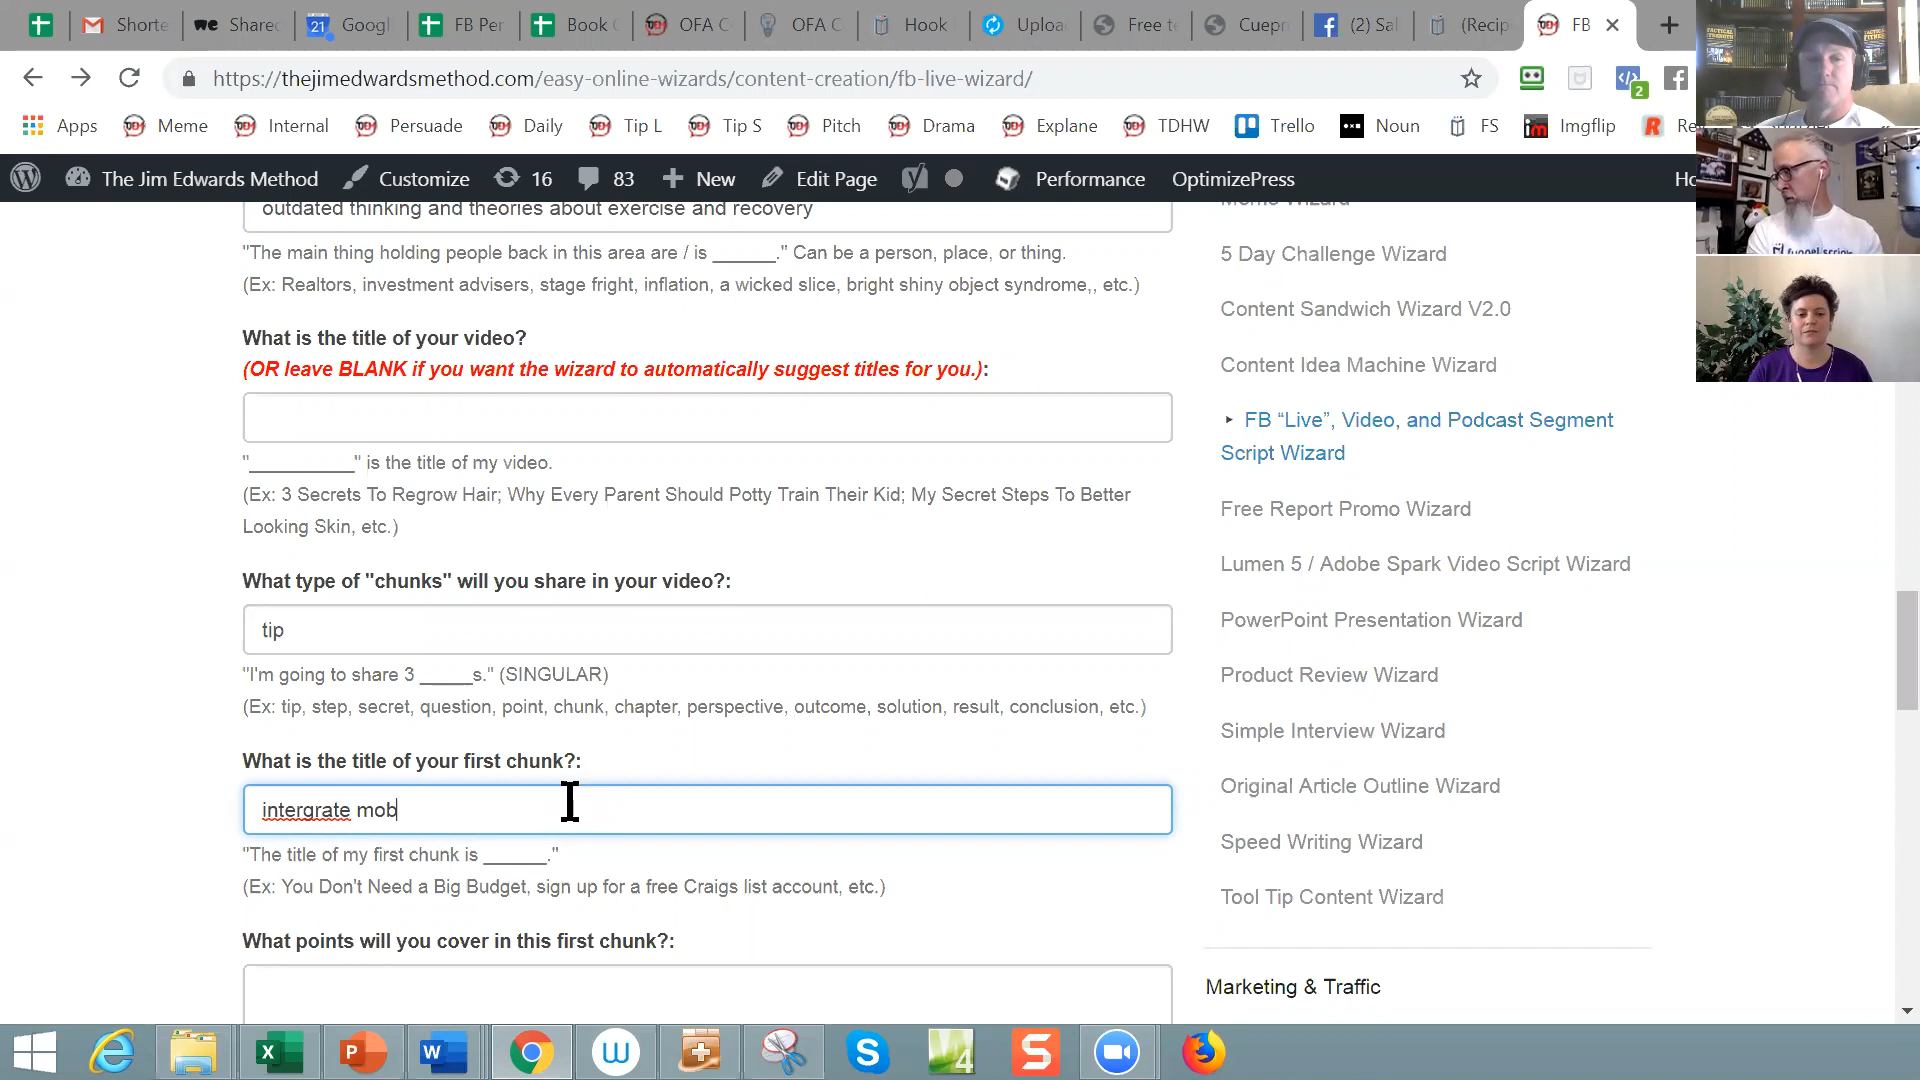 Shorte
Shared
Googl
FB Per
Book
OFA C
OFA C
Hook
Uploa
Free te
Cuepr
(2) Sal
(Recip
FB
https://thejimedwardsmethod.com/easy-online-wizards/content-creation/fb-live-wizard/
2
Apps
Meme
Internal
Persuade
Daily
Tip L
Tip S
Pitch
Drama
Explane
TDHW
Trello
Noun
FS
Imgflip
The Jim Edwards Method
Customize
16
83
New
Edit Page
Performance
OptimizePress
outdated thinking and theories about exercise and recovery
"The main thing holding people back in this area are / is ______." Can be a person, place, or thing.
(Ex: Realtors, investment advisers, stage fright, inflation, a wicked slice, bright shiny object syndrome,, etc.)
What is the title of your video?
(OR leave BLANK if you want the wizard to automatically suggest titles for you.):
"__________" is the title of my video.
(Ex: 3 Secrets To Regrow Hair; Why Every Parent Should Potty Train Their Kid; My Secret Steps To Better
Looking Skin, etc.)
What type of "chunks" will you share in your video?:
tip
"I'm going to share 3 _____s." (SINGULAR)
(Ex: tip, step, secret, question, point, chunk, chapter, perspective, outcome, solution, result, conclusion, etc.)
What is the title of your first chunk?:
intergrate mob
"The title of my first chunk is ______."
(Ex: You Don't Need a Big Budget, sign up for a free Craigs list account, etc.)
What points will you cover in this first chunk?:
5 Day Challenge Wizard
Content Sandwich Wizard V2.0
Content Idea Machine Wizard
FB “Live”, Video, and Podcast Segment
Script Wizard
Free Report Promo Wizard
Lumen 5 / Adobe Spark Video Script Wizard
PowerPoint Presentation Wizard
Product Review Wizard
Simple Interview Wizard
Original Article Outline Wizard
Speed Writing Wizard
Tool Tip Content Wizard
Marketing & Traffic